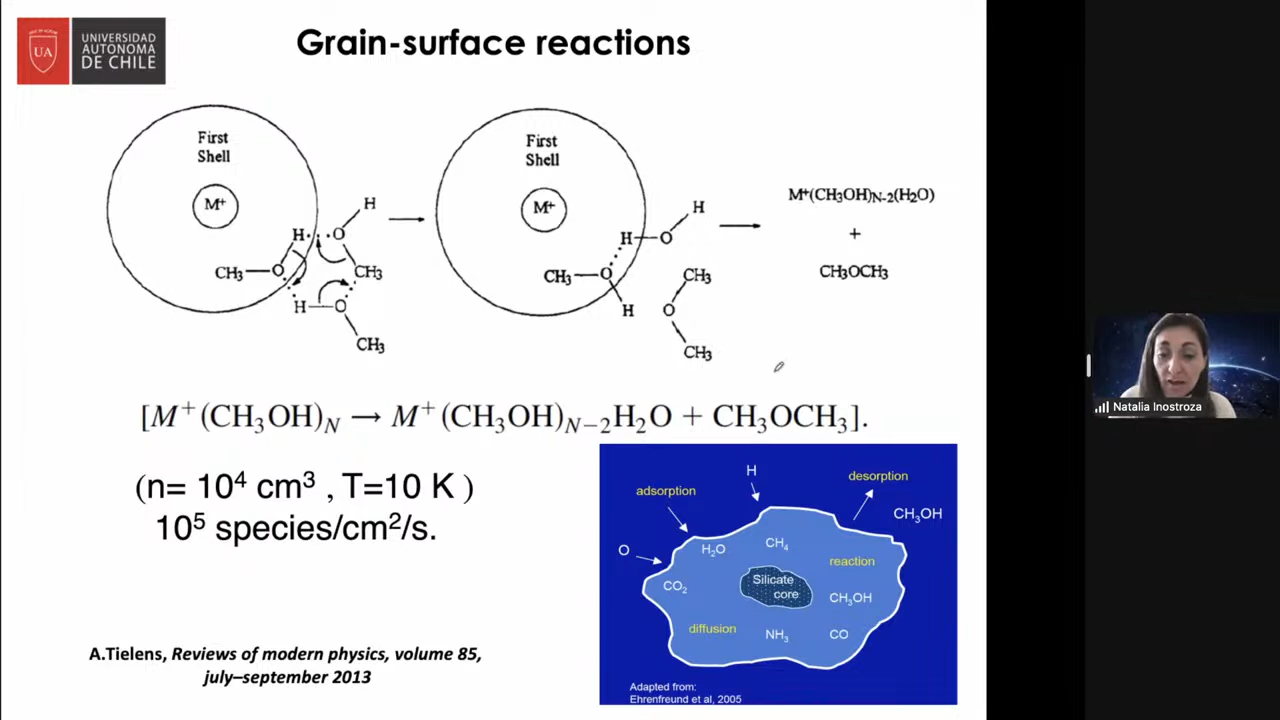 UA
UNIVERSIDAD
AUTONOMA
DE CHILE
Grain-surface reactions
First
Shell
M⁺
H
H
O
CH₃
O
CH₃
H
O
CH₃
First
Shell
M⁺
H
H
O
CH₃
O
CH₃
H
O
CH₃
M⁺(CH₃OH)N-2(H₂O)
+
CH₃OCH₃
[M⁺(CH₃OH)N → M⁺(CH₃OH)N−2H₂O + CH₃OCH₃].
(n= 10⁴ cm³ , T=10 K )
10⁵ species/cm²/s.
A.Tielens, Reviews of modern physics, volume 85,
july–september 2013
H
adsorption
desorption
CH₃OH
O
H₂O
CH₄
reaction
CO₂
Silicate
core
CH₃OH
diffusion
NH₃
CO
Adapted from:
Ehrenfreund et al, 2005
Natalia Inostroza